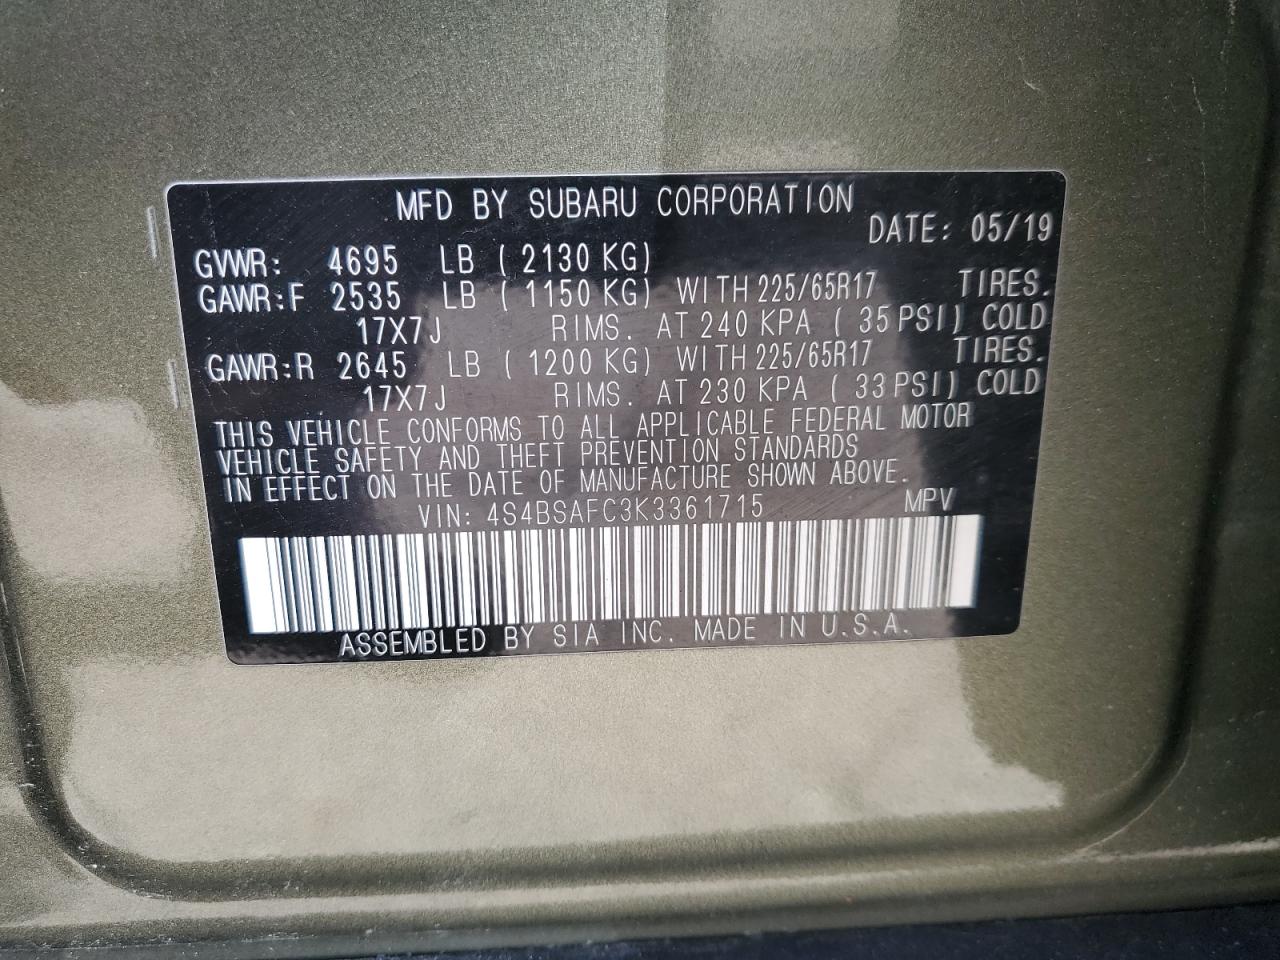 MFD BY SUBARU CORPORATION
DATE: 05/19
GVWR: 4695 LB ( 2130 KG)
GAWR:F 2535 LB ( 1150 KG) WITH 225/65R17 TIRES.
17X7J RIMS. AT 240 KPA ( 35 PSI) COLD
GAWR:R 2645 LB ( 1200 KG) WITH 225/65R17 TIRES.
17X7J RIMS. AT 230 KPA ( 33 PSI) COLD
THIS VEHICLE CONFORMS TO ALL APPLICABLE FEDERAL MOTOR
VEHICLE SAFETY AND THEFT PREVENTION STANDARDS
IN EFFECT ON THE DATE OF MANUFACTURE SHOWN ABOVE.
VIN: 4S4BSAFC3K3361715 MPV
ASSEMBLED BY SIA INC. MADE IN U.S.A.